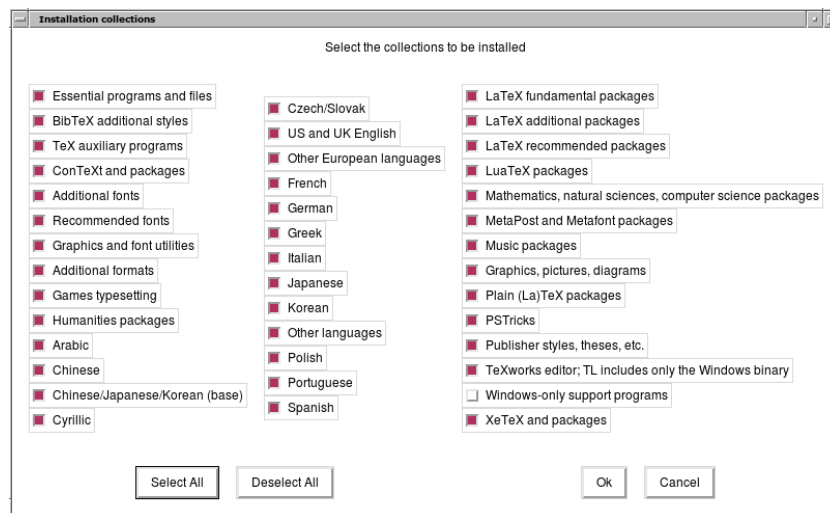 Installation collections
Select the collections to be installed
Essential programs and files
BibTeX additional styles
TeX auxiliary programs
ConTeXt and packages
Additional fonts
Recommended fonts
Graphics and font utilities
Additional formats
Games typesetting
Humanities packages
Arabic
Chinese
Chinese/Japanese/Korean (base)
Cyrillic
Czech/Slovak
US and UK English
Other European languages
French
German
Greek
Italian
Japanese
Korean
Other languages
Polish
Portuguese
Spanish
LaTeX fundamental packages
LaTeX additional packages
LaTeX recommended packages
LuaTeX packages
Mathematics, natural sciences, computer science packages
MetaPost and Metafont packages
Music packages
Graphics, pictures, diagrams
Plain (La)TeX packages
PSTricks
Publisher styles, theses, etc.
TeXworks editor; TL includes only the Windows binary
Windows-only support programs
XeTeX and packages
Select All
Deselect All
Ok
Cancel